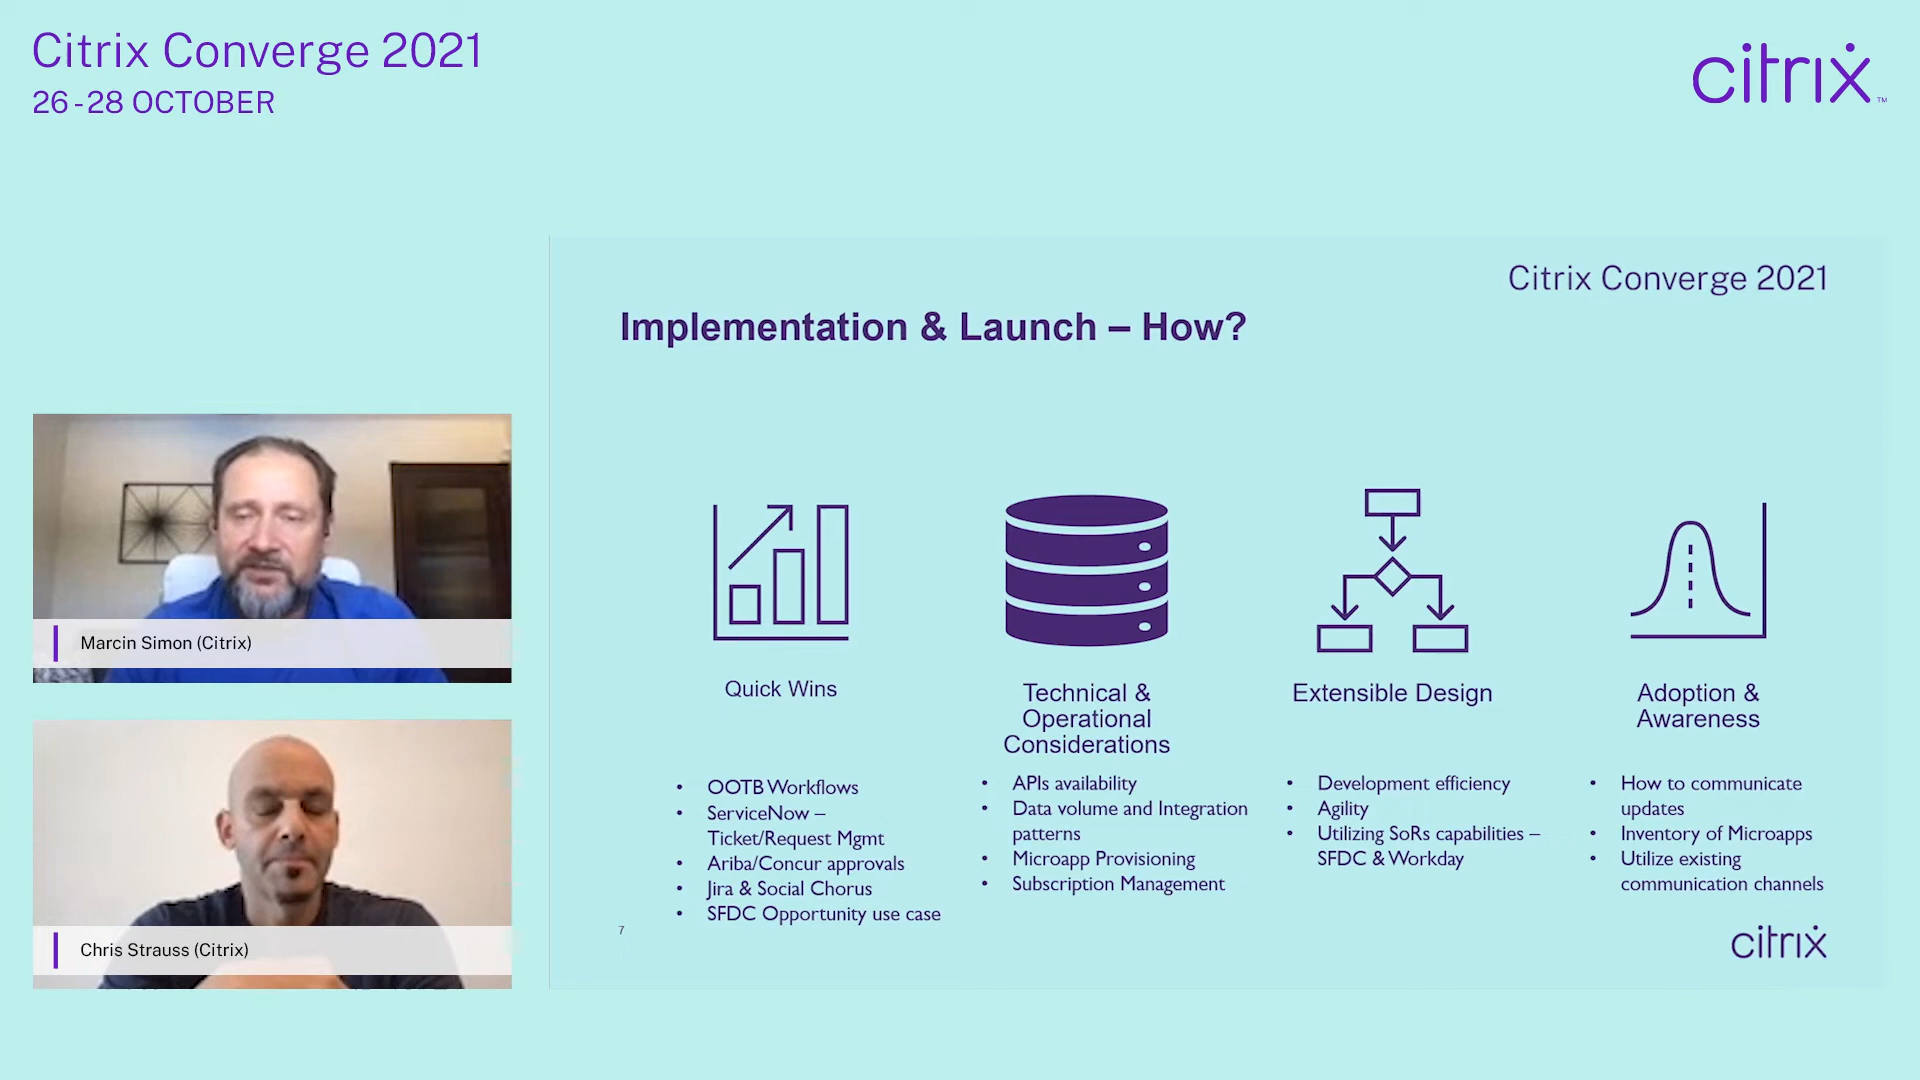 Citrix Converge 2021
26-28 OCTOBER
citrix™
Citrix Converge 2021
Implementation & Launch – How?
Marcin Simon (Citrix)
Chris Strauss (Citrix)
Quick Wins
• OOTB Workflows
• ServiceNow –
Ticket/Request Mgmt
• Ariba/Concur approvals
• Jira & Social Chorus
• SFDC Opportunity use case
Technical &
Operational
Considerations
• APIs availability
• Data volume and Integration
patterns
• Microapp Provisioning
• Subscription Management
Extensible Design
• Development efficiency
• Agility
• Utilizing SoRs capabilities –
SFDC & Workday
Adoption &
Awareness
• How to communicate
updates
• Inventory of Microapps
• Utilize existing
communication channels
7
citrix